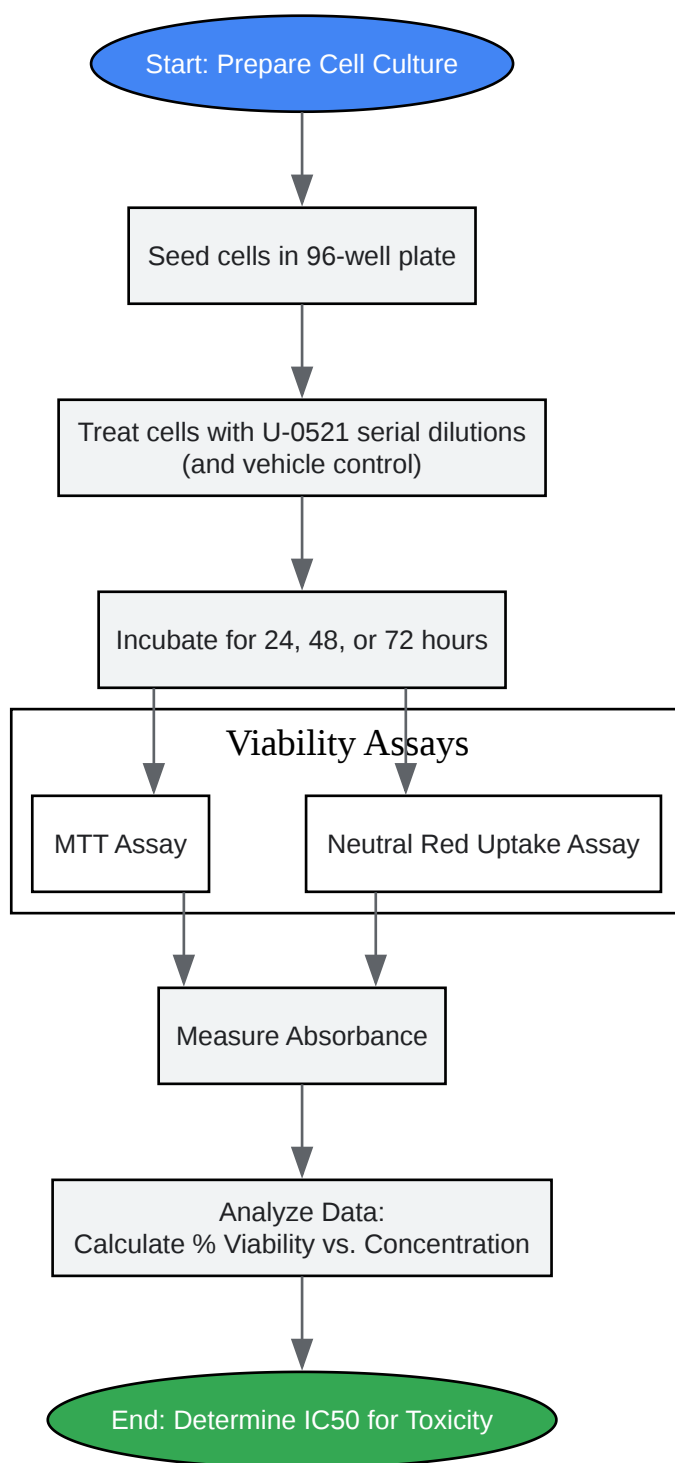 Start: Prepare Cell Culture
Seed cells in 96-well plate
Treat cells with U-0521 serial dilutions
(and vehicle control)
Incubate for 24, 48, or 72 hours
Viability Assays
MTT Assay
Neutral Red Uptake Assay
Measure Absorbance
Analyze Data:
Calculate % Viability vs. Concentration
End: Determine IC50 for Toxicity